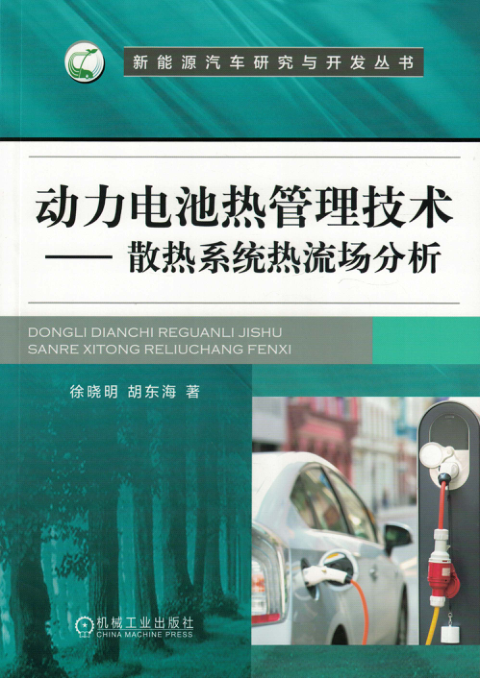 新能源汽车研究与开发丛书
动力电池热管理技术
——散热系统热流场分析
DONGLI DIANCHI REGUANLI JISHU
SANRE XITONG RELIUCHANG FENXI
徐晓明 胡东海 著
机械工业出版社
CHINA MACHINE PRESS